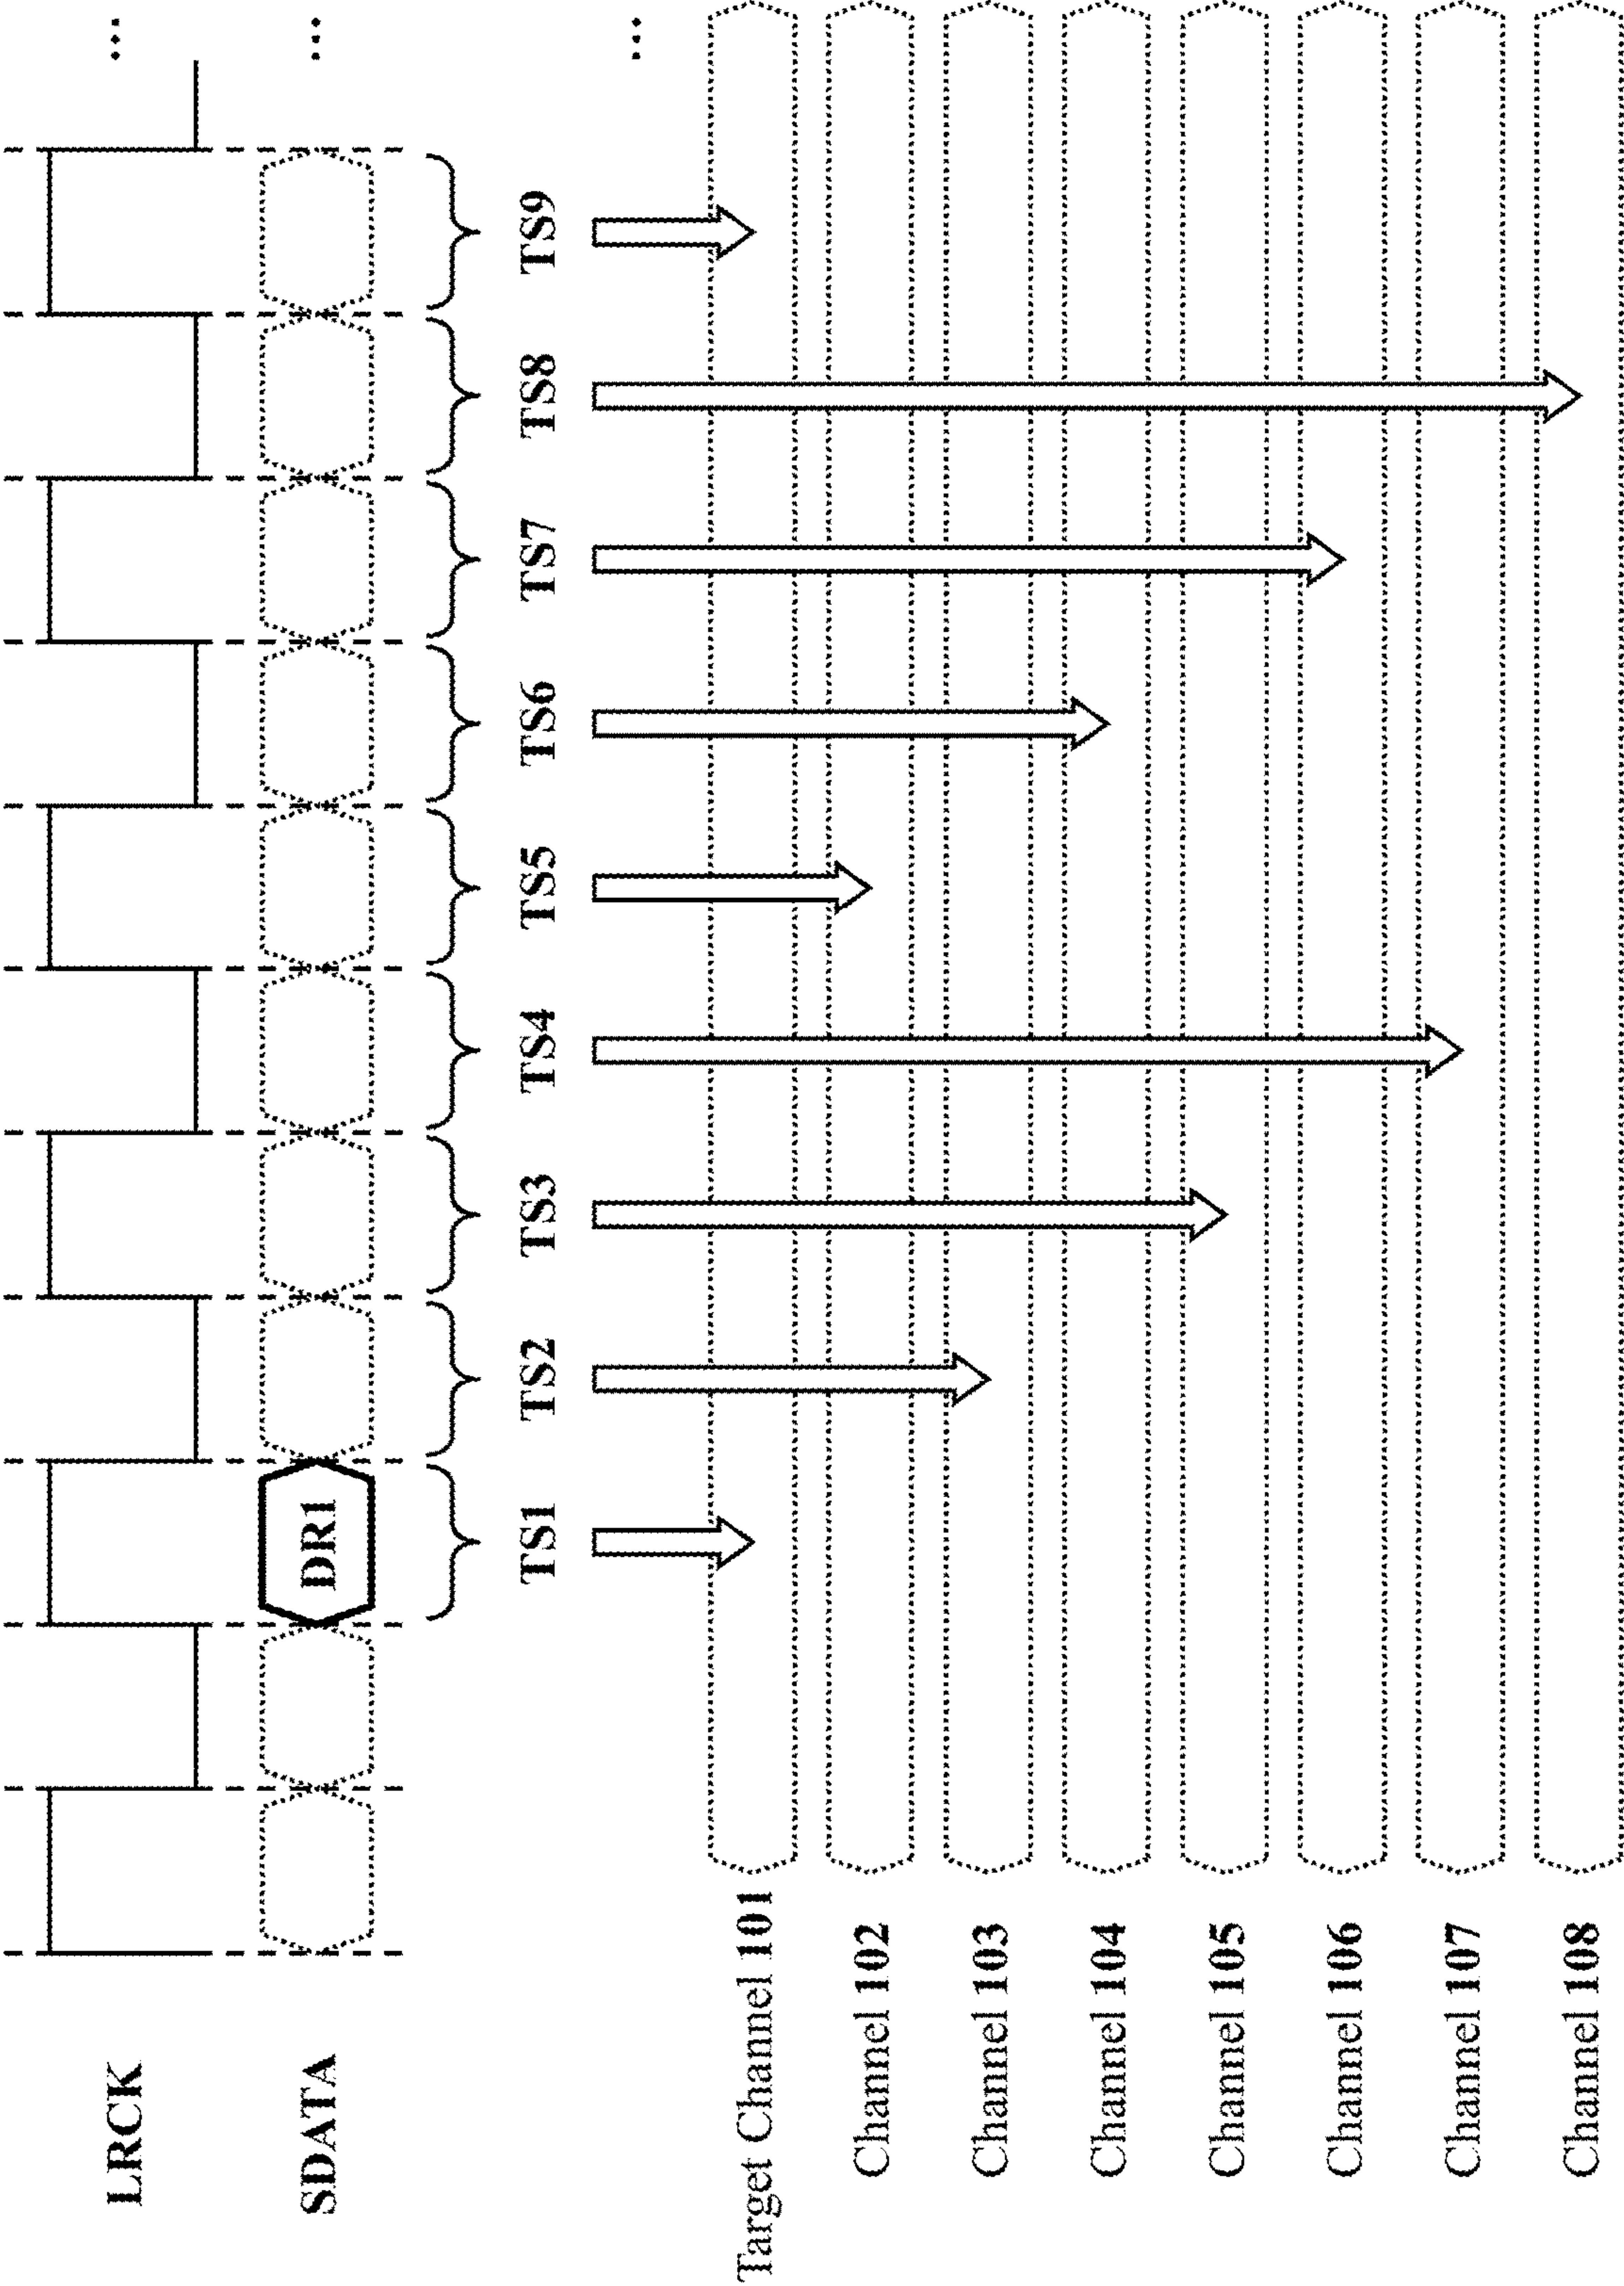 LRCK ...
SDATA DR1 ...
TS1 TS2 TS3 TS4 TS5 TS6 TS7 TS8 TS9
...
Target Channel 101
Channel 102
Channel 103
Channel 104
Channel 105
Channel 106
Channel 107
Channel 108